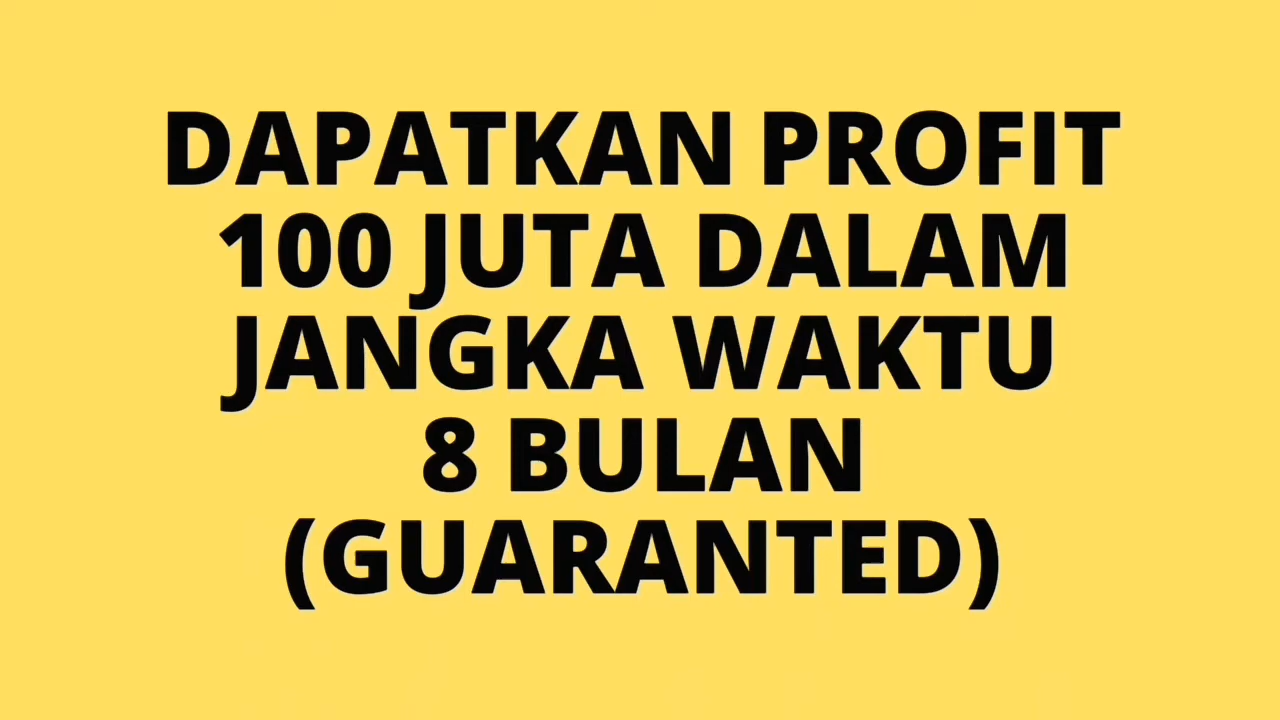 DAPATKAN PROFIT
100 JUTA DALAM
JANGKA WAKTU
8 BULAN
(GUARANTED)